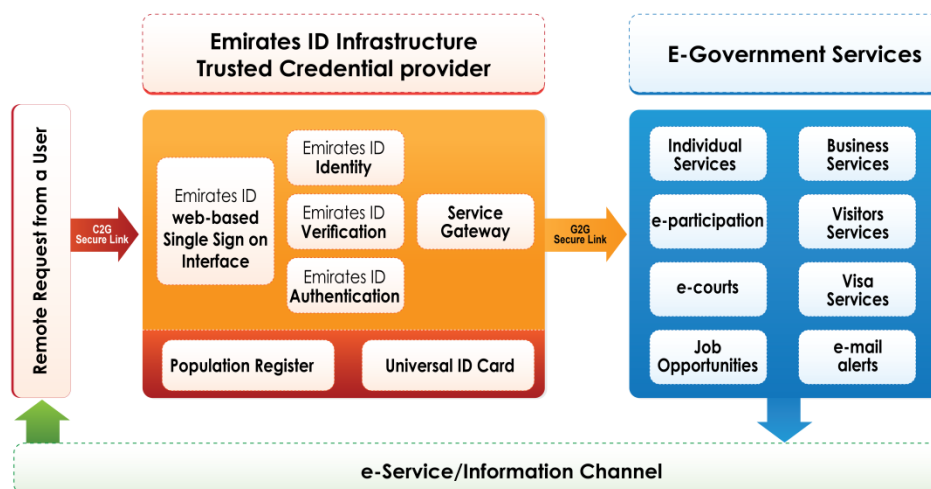 Emirates ID Infrastructure
Trusted Credential provider
E-Government Services
Remote Request from a User
C2G
Secure Link
Emirates ID
web-based
Single Sign on
Interface
Emirates ID
Identity
Emirates ID
Verification
Emirates ID
Authentication
Service
Gateway
Population Register
Universal ID Card
G2G
Secure Link
Individual
Services
Business
Services
e-participation
Visitors
Services
e-courts
Visa
Services
Job
Opportunities
e-mail
alerts
e-Service/Information Channel